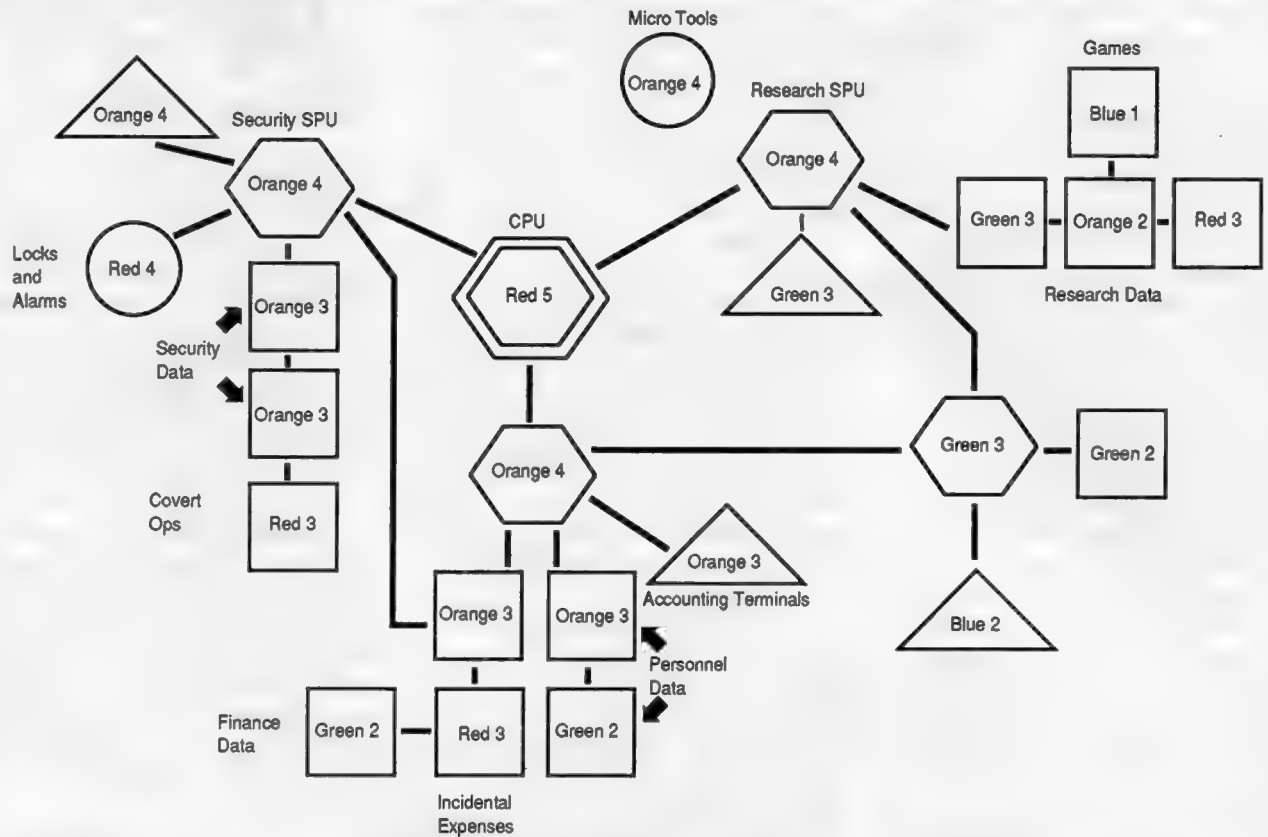 Micro Tools
Orange 4
Research SPU
Orange 4
Games
Blue 1
Green 3
Orange 2
Red 3
Research Data
Green 3
Orange 4
Security SPU
Orange 4
Locks
and
Alarms
Red 4
CPU
Red 5
Orange 3
Security
Data
Orange 3
Covert
Ops
Red 3
Orange 4
Green 3
Green 2
Blue 2
Orange 3
Accounting Terminals
Orange 3
Orange 3
Personnel
Data
Finance
Data
Green 2
Red 3
Green 2
Incidental
Expenses